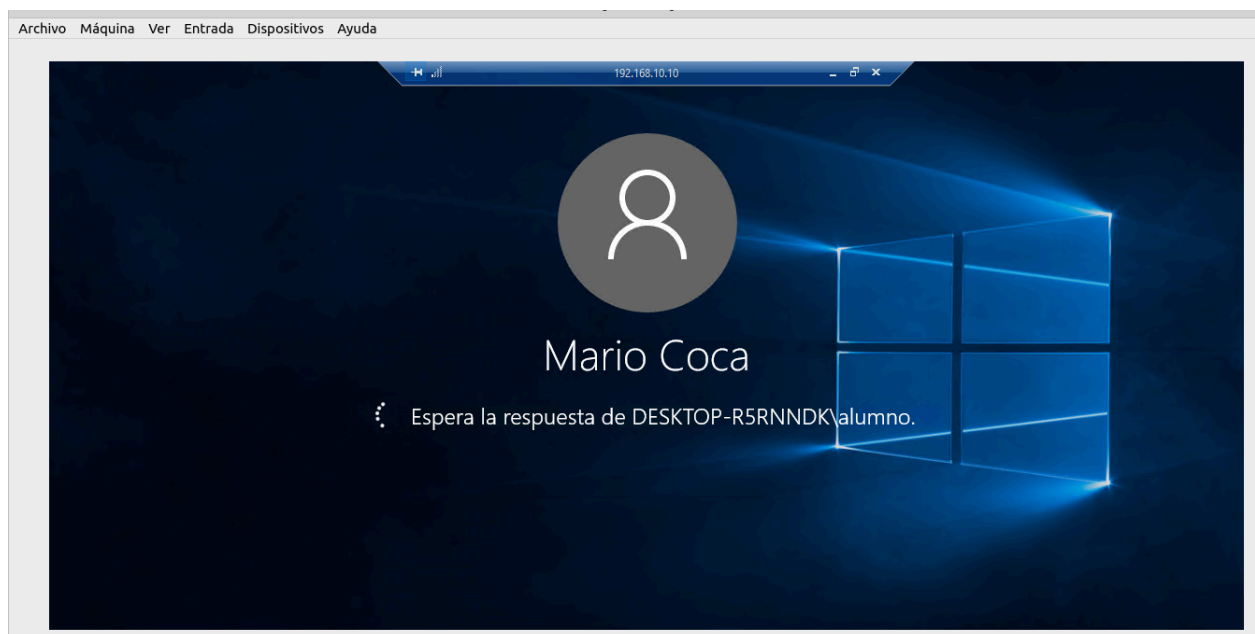 Archivo Máquina Ver Entrada Dispositivos Ayuda
192.168.10.10
Mario Coca
Espera la respuesta de DESKTOP-R5RNNDK\alumno.